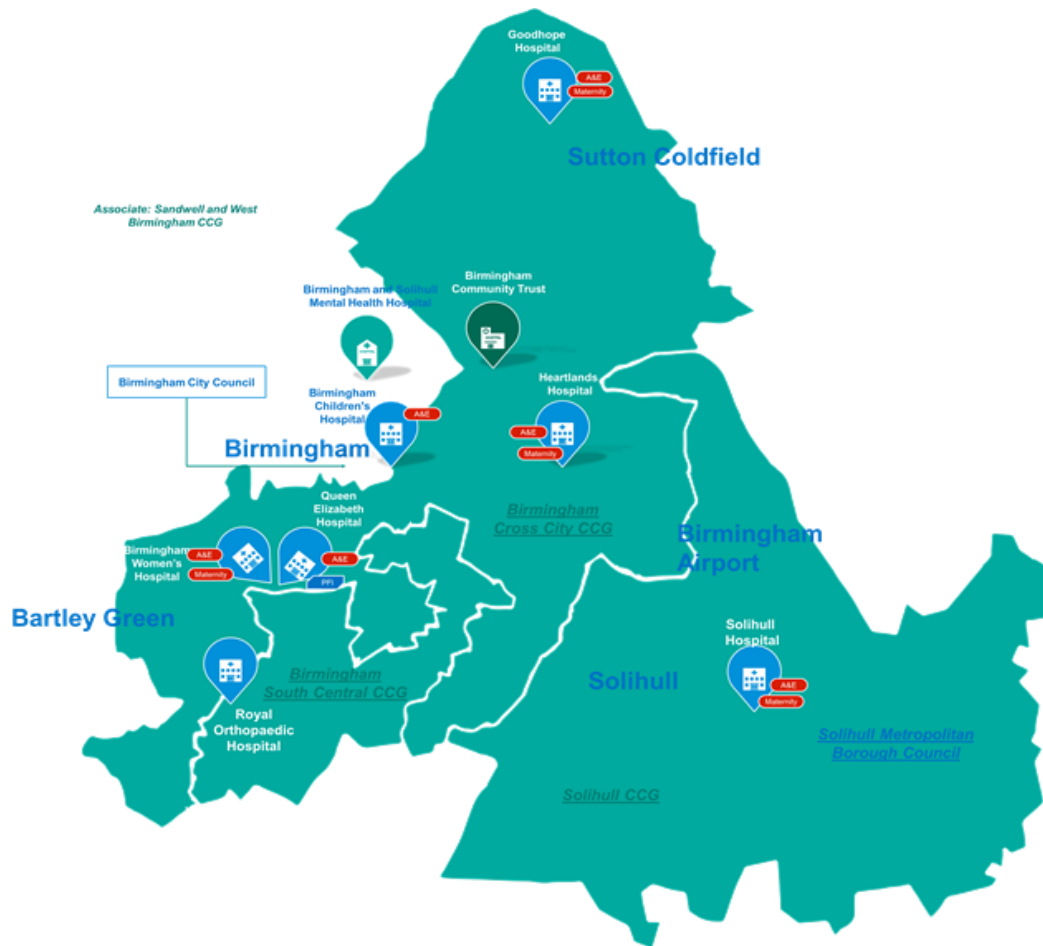 Goodhope
Hospital
A&E
Maternity
Sutton Coldfield
Associate: Sandwell and West
Birmingham CCG
Birmingham and Solihull
Mental Health Hospital
Birmingham
Community Trust
Birmingham City Council
Birmingham
Children's
Hospital
A&E
Heartlands
Hospital
A&E
Maternity
Birmingham
Queen
Elizabeth
Hospital
A&E
PFI
Birmingham
Women's
Hospital
A&E
Maternity
Birmingham
Cross City CCG
Birmingham
Airport
Bartley Green
Solihull
Hospital
A&E
Maternity
Birmingham
South Central CCG
Solihull
Royal
Orthopaedic
Hospital
Solihull Metropolitan
Borough Council
Solihull CCG